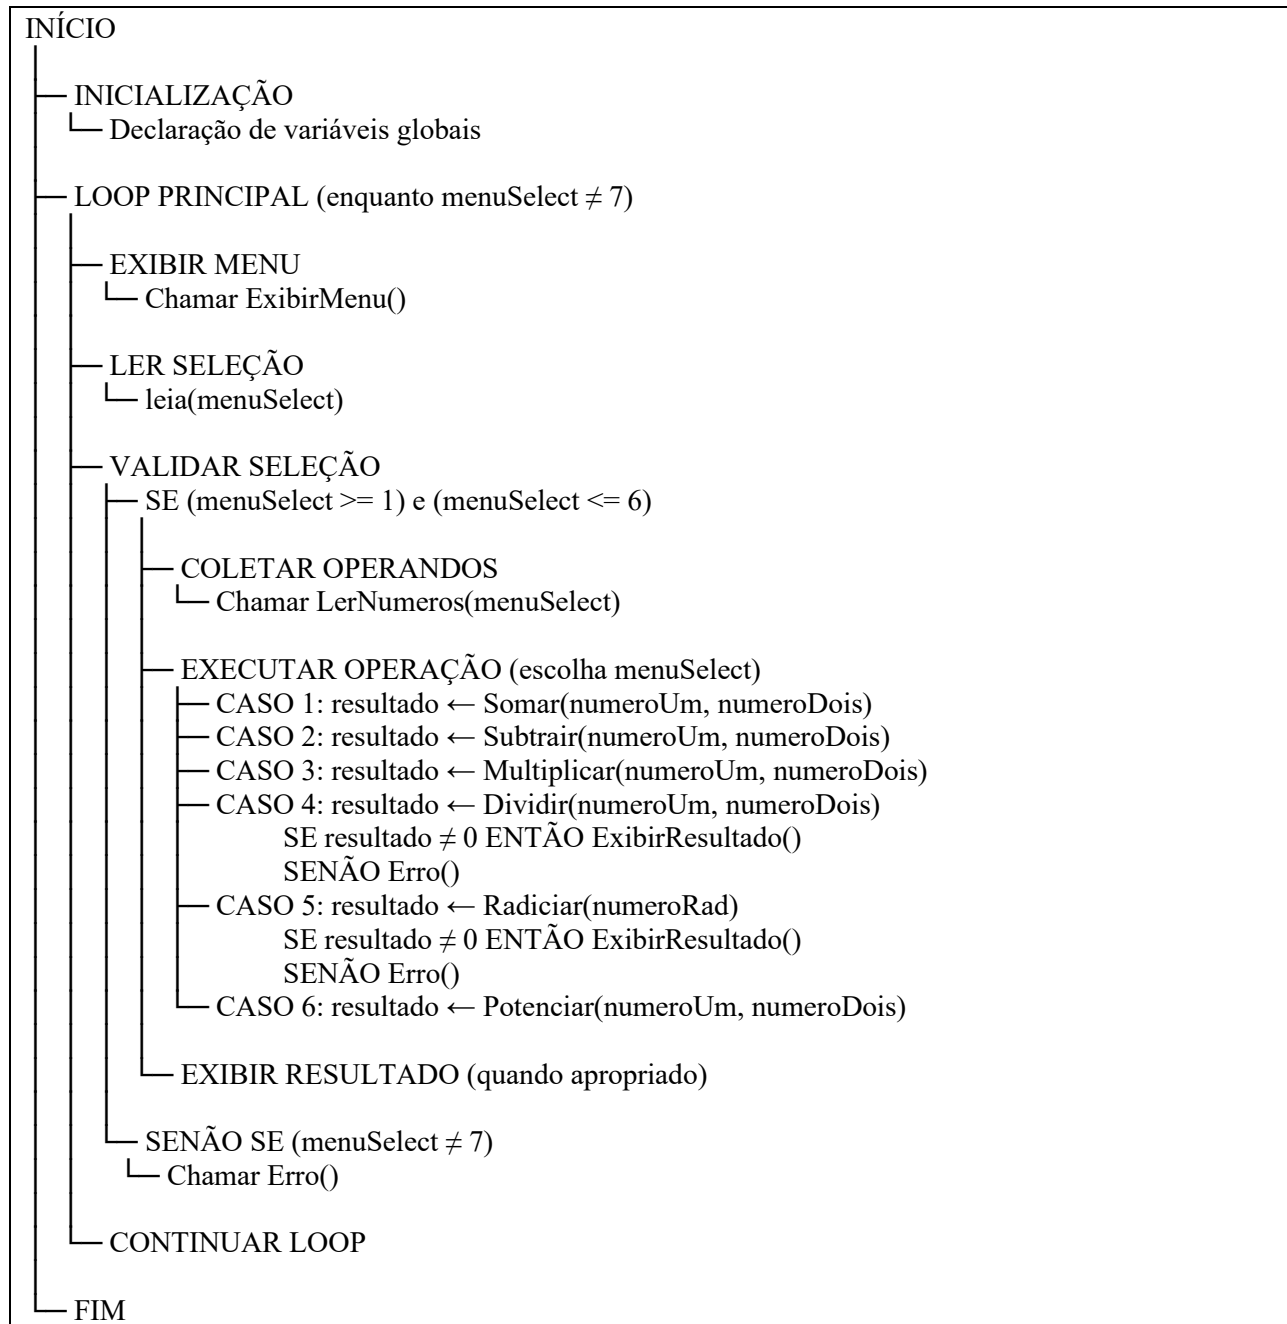 INÍCIO
INICIALIZAÇÃO
Declaração de variáveis globais
LOOP PRINCIPAL (enquanto menuSelect ≠ 7)
EXIBIR MENU
Chamar ExibirMenu()
LER SELEÇÃO
leia(menuSelect)
VALIDAR SELEÇÃO
SE (menuSelect >= 1) e (menuSelect <= 6)
COLETAR OPERANDOS
Chamar LerNumeros(menuSelect)
EXECUTAR OPERAÇÃO (escolha menuSelect)
CASO 1: resultado ← Somar(numeroUm, numeroDois)
CASO 2: resultado ← Subtrair(numeroUm, numeroDois)
CASO 3: resultado ← Multiplicar(numeroUm, numeroDois)
CASO 4: resultado ← Dividir(numeroUm, numeroDois)
SE resultado ≠ 0 ENTÃO ExibirResultado()
SENÃO Erro()
CASO 5: resultado ← Radiciar(numeroRad)
SE resultado ≠ 0 ENTÃO ExibirResultado()
SENÃO Erro()
CASO 6: resultado ← Potenciar(numeroUm, numeroDois)
EXIBIR RESULTADO (quando apropriado)
SENÃO SE (menuSelect ≠ 7)
Chamar Erro()
CONTINUAR LOOP
FIM